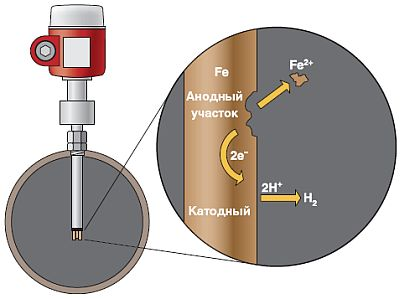 Fe
Fe²⁺
Анодный
участок
2e⁻
2H⁺
H₂
Катодный